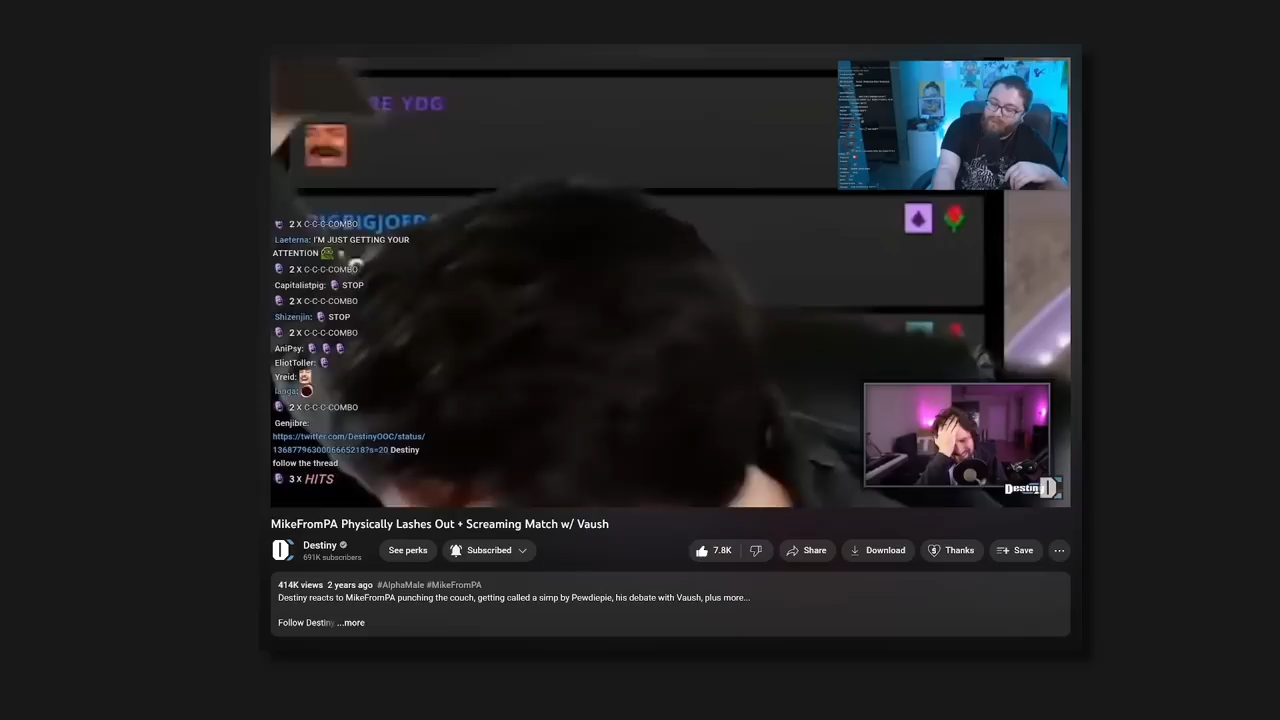 RE YDG
BIGBIGJOED
2 X C-C-C-COMBO
Laeterna: I'M JUST GETTING YOUR
ATTENTION
2 X C-C-C-COMBO
Capitalistpig: STOP
2 X C-C-C-COMBO
Shizenjin: STOP
2 X C-C-C-COMBO
AniPsy:
EliotToller:
Yreid:
langa:
2 X C-C-C-COMBO
Genjibre:
https://twitter.com/DestinyOOC/status/
1368779630006665218?s=20 Destiny
follow the thread
3 X HITS
Destiny
MikeFromPA Physically Lashes Out + Screaming Match w/ Vaush
Destiny
691K subscribers
See perks
Subscribed
7.8K
Share
Download
Thanks
Save
414K views 2 years ago #AlphaMale #MikeFromPA
Destiny reacts to MikeFromPA punching the couch, getting called a simp by Pewdiepie, his debate with Vaush, plus more...
Follow Destiny ...more